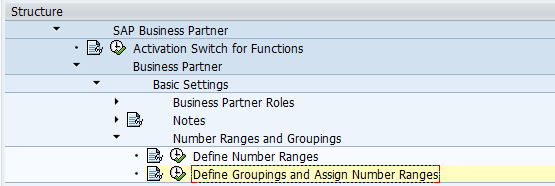 Structure
SAP Business Partner
Activation Switch for Functions
Business Partner
Basic Settings
Business Partner Roles
Notes
Number Ranges and Groupings
Define Number Ranges
Define Groupings and Assign Number Ranges